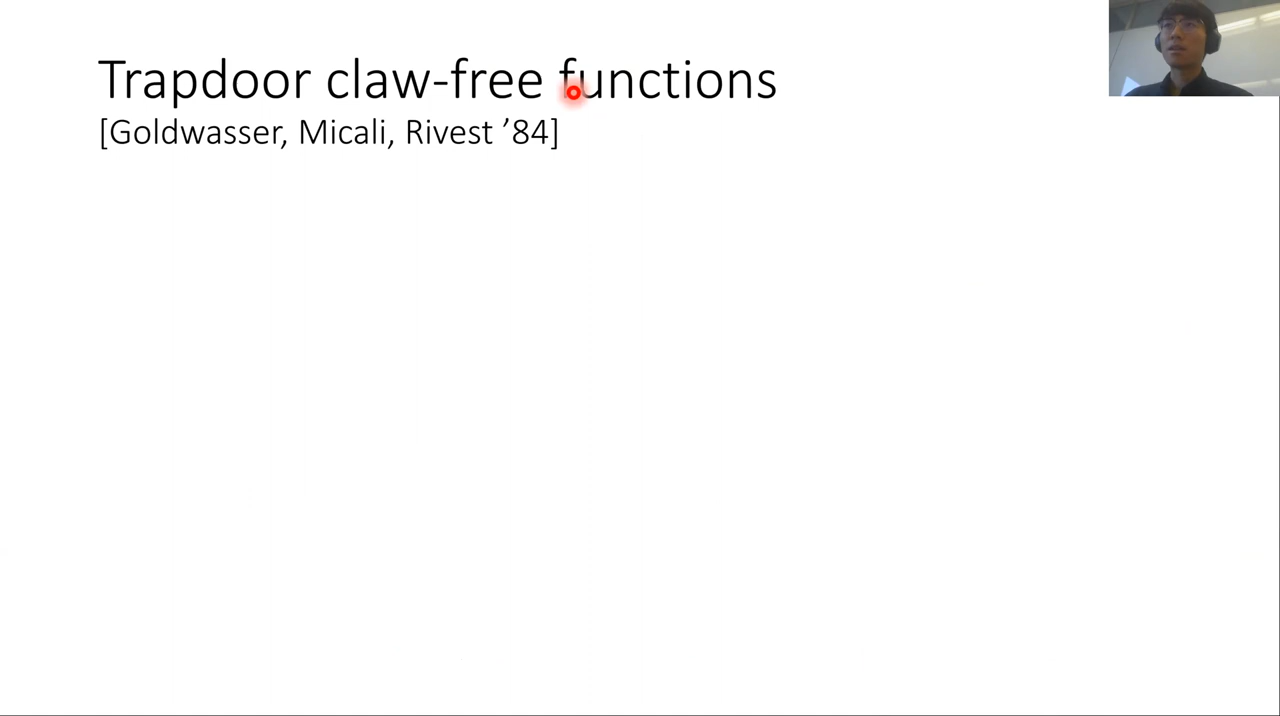 Trapdoor claw-free functions
[Goldwasser, Micali, Rivest ’84]